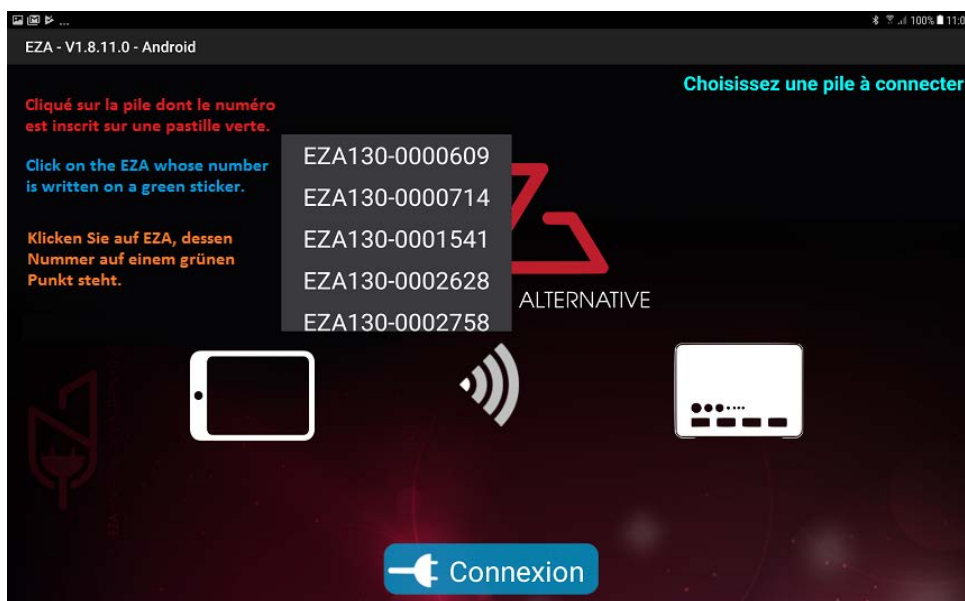 100% 11:0
EZA - V1.8.11.0 - Android
Choisissez une pile à connecter
Cliqué sur la pile dont le numéro
est inscrit sur une pastille verte.
Click on the EZA whose number
is written on a green sticker.
Klicken Sie auf EZA, dessen
Nummer auf einem grünen
Punkt steht.
EZA130-0000609
EZA130-0000714
EZA130-0001541
EZA130-0002628
EZA130-0002758
ALTERNATIVE
Connexion